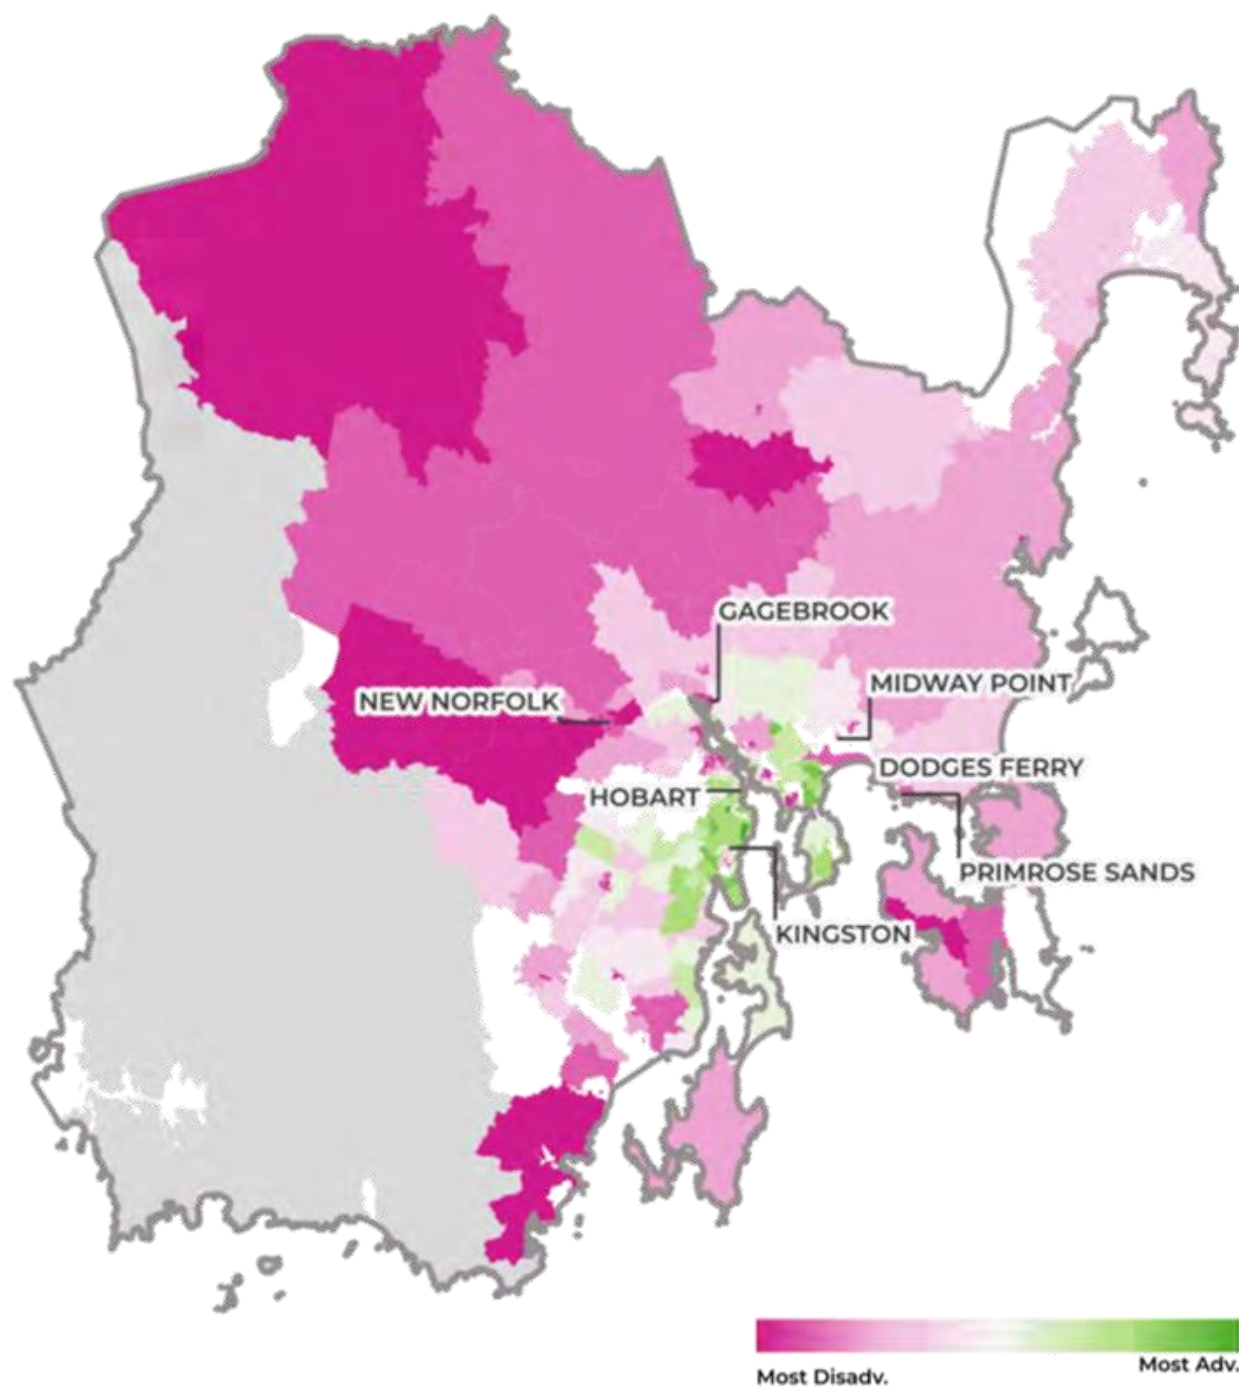 GAGEBROOK
MIDWAY POINT
NEW NORFOLK
DODGES FERRY
HOBART
PRIMROSE SANDS
KINGSTON
Most Disadv.
Most Adv.